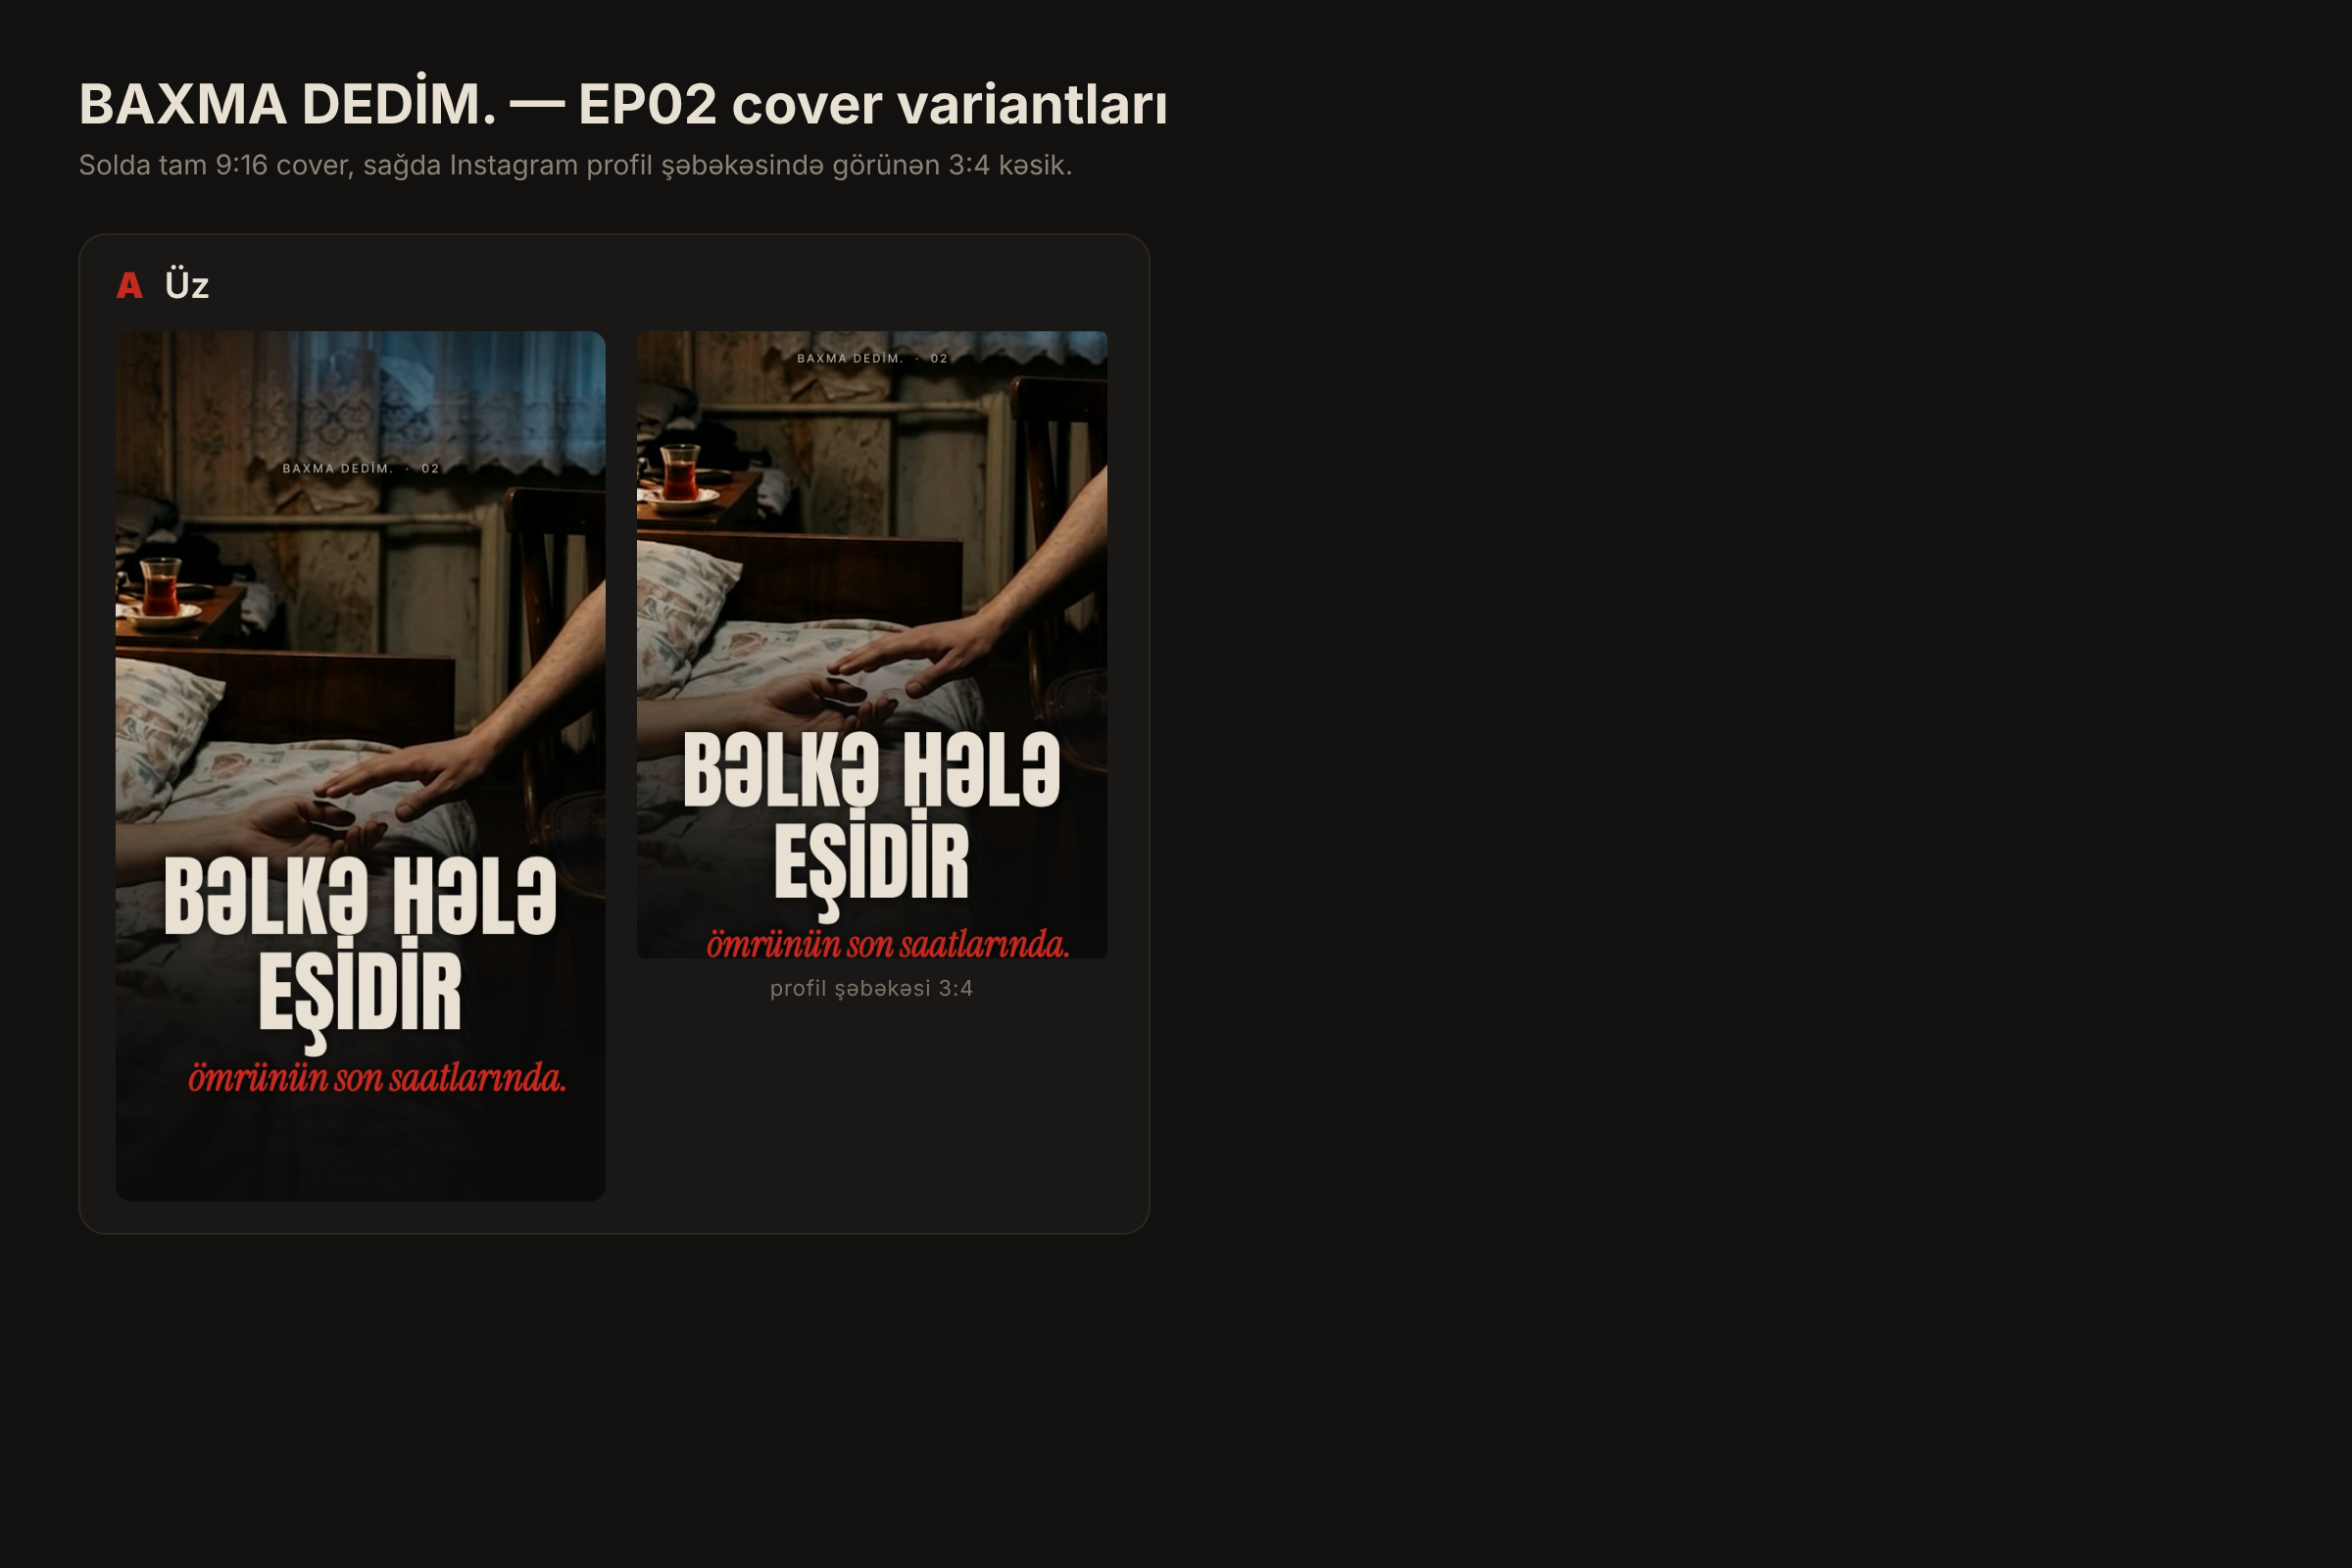 BAXMA DEDİM. — EP02 cover variantları
Solda tam 9:16 cover, sağda Instagram profil şəbəkəsində görünən 3:4 kəsik.
A Üz
BAXMA DEDİM. · 02
BƏLKƏ HƏLƏ
EŞİDİR
ömrünün son saatlarında.
BAXMA DEDİM. · 02
BƏLKƏ HƏLƏ
EŞİDİR
ömrünün son saatlarında.
profil şəbəkəsi 3:4